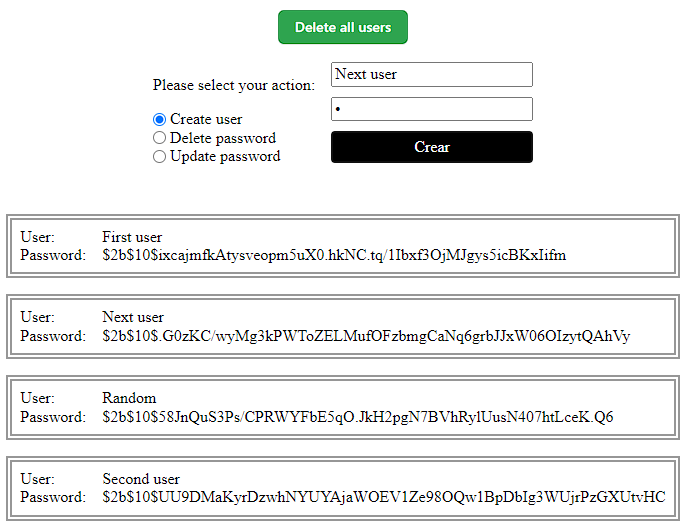 Delete all users
Please select your action:
Next user
Create user
Delete password
Update password
Crear
User: First user
Password: $2b$10$ixcajmfkAtysveopm5uX0.hkNC.tq/1Ibxf3OjMJgys5icBKxIifm
User: Next user
Password: $2b$10$.G0zKC/wyMg3kPWToZELMufOFzbmgCaNq6grbJJxW06OIzytQAhVy
User: Random
Password: $2b$10$58JnQuS3Ps/CPRWYFbE5qO.JkH2pgN7BVhRylUusN407htLceK.Q6
User: Second user
Password: $2b$10$UU9DMaKyrDzwhNYUYAjaWOEV1Ze98OQw1BpDbIg3WUjrPzGXUtvHC